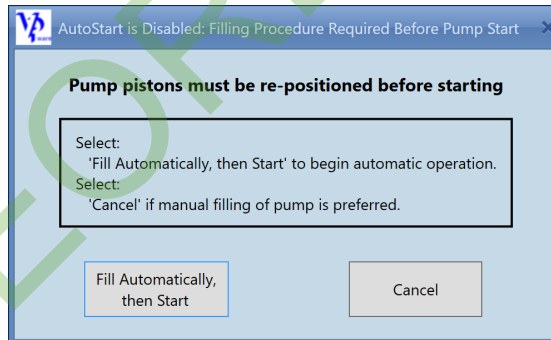 AutoStart is Disabled: Filling Procedure Required Before Pump Start
Pump pistons must be re-positioned before starting
Select:
'Fill Automatically, then Start' to begin automatic operation.
Select:
'Cancel' if manual filling of pump is preferred.
Fill Automatically,
then Start
Cancel